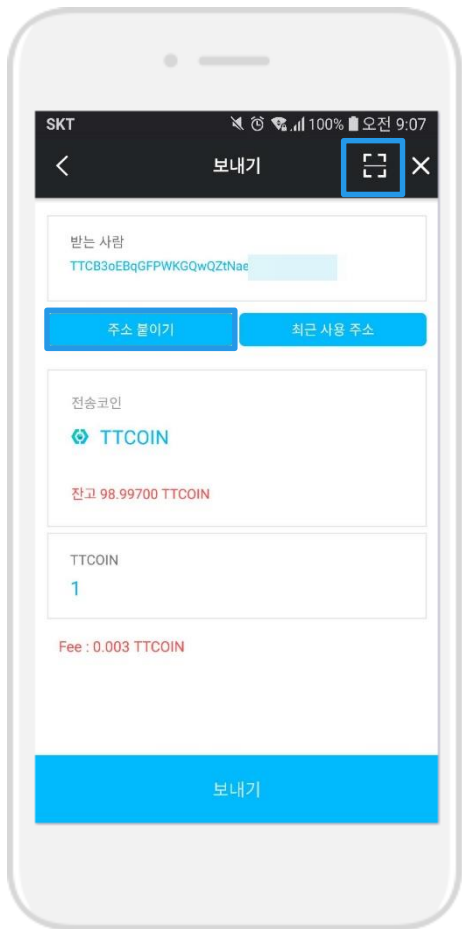 SKT 100% 오전 9:07
보내기
받는 사람
TTCB3oEBqGFPWKGQwQZtNae
주소 붙이기 최근 사용 주소
전송코인
TTCOIN
잔고 98.99700 TTCOIN
TTCOIN
1
Fee : 0.003 TTCOIN
보내기